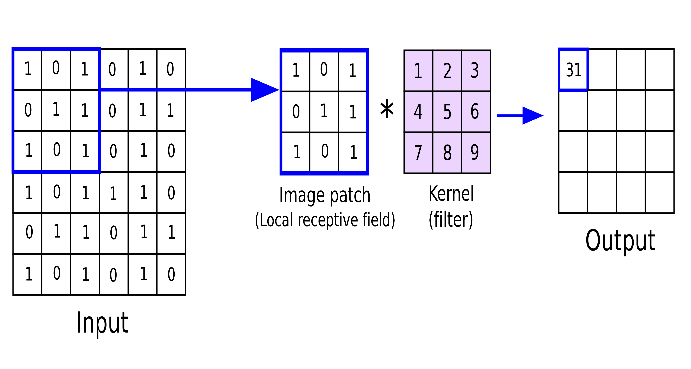 1 0 1 0 1 0
0 1 1 0 1 1
1 0 1 0 1 0
1 0 1 1 1 0
0 1 1 0 1 1
1 0 1 0 1 0
Input
1 0 1
0 1 1
1 0 1
Image patch
(Local receptive field)
*
1 2 3
4 5 6
7 8 9
Kernel
(filter)
31
Output